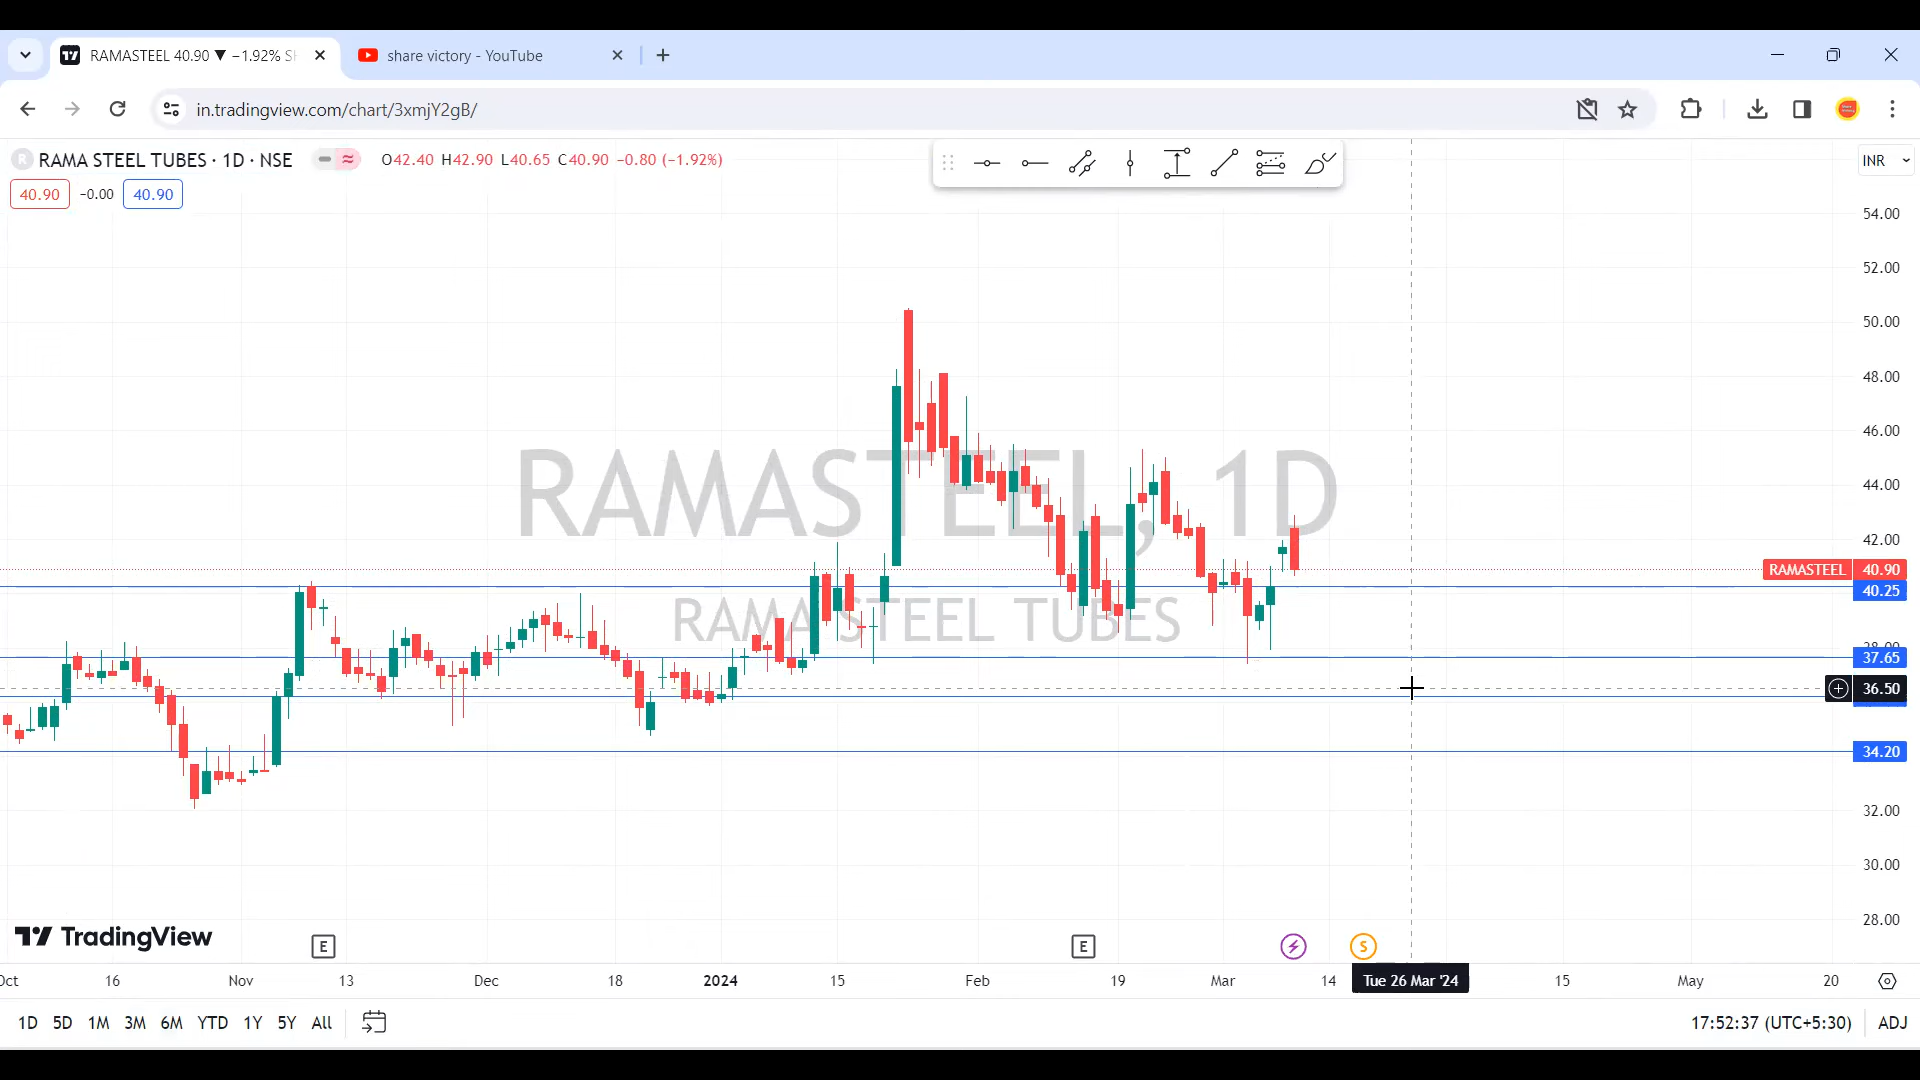 RAMASTEEL 40.90 ▼ −1.92%
share victory - YouTube
in.tradingview.com/chart/3xmjY2gB/
R RAMA STEEL TUBES · 1D · NSE
O42.40 H42.90 L40.65 C40.90 −0.80 (−1.92%)
INR
40.90 −0.00 40.90
54.00
52.00
50.00
48.00
46.00
44.00
42.00
RAMASTEEL 40.90
40.25
38.00
37.65
36.50
34.20
32.00
30.00
28.00
RAMASTEEL, 1D
RAMA STEEL TUBES
TradingView
E
E
S
Oct 16 Nov 13 Dec 18 2024 15 Feb 19 Mar 14 Tue 26 Mar '24 15 May 20
1D 5D 1M 3M 6M YTD 1Y 5Y All
17:52:37 (UTC+5:30) ADJ